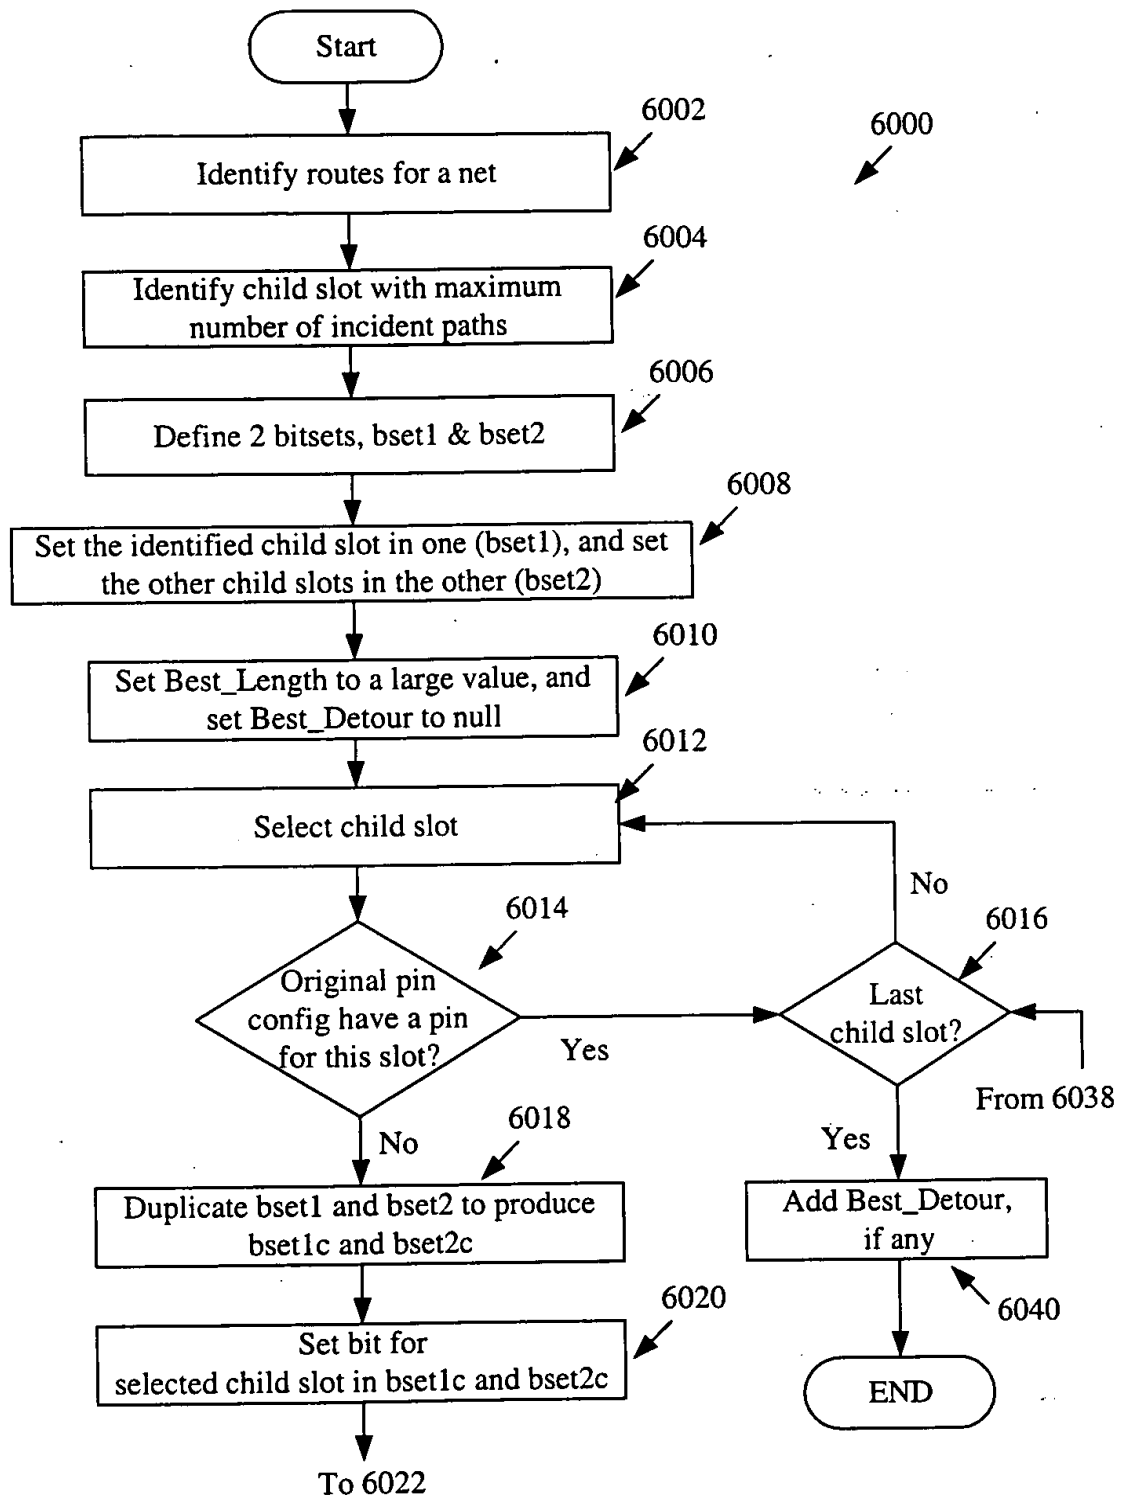 Start
6002
6000
Identify routes for a net
6004
Identify child slot with maximum
number of incident paths
6006
Define 2 bitsets, bset1 & bset2
6008
Set the identified child slot in one (bset1), and set
the other child slots in the other (bset2)
6010
Set Best_Length to a large value, and
set Best_Detour to null
6012
Select child slot
No
6014
6016
Original pin
config have a pin
for this slot?
Last
child slot?
Yes
From 6038
6018
No
Yes
Duplicate bset1 and bset2 to produce
bset1c and bset2c
Add Best_Detour,
if any
6020
6040
Set bit for
selected child slot in bset1c and bset2c
END
To 6022